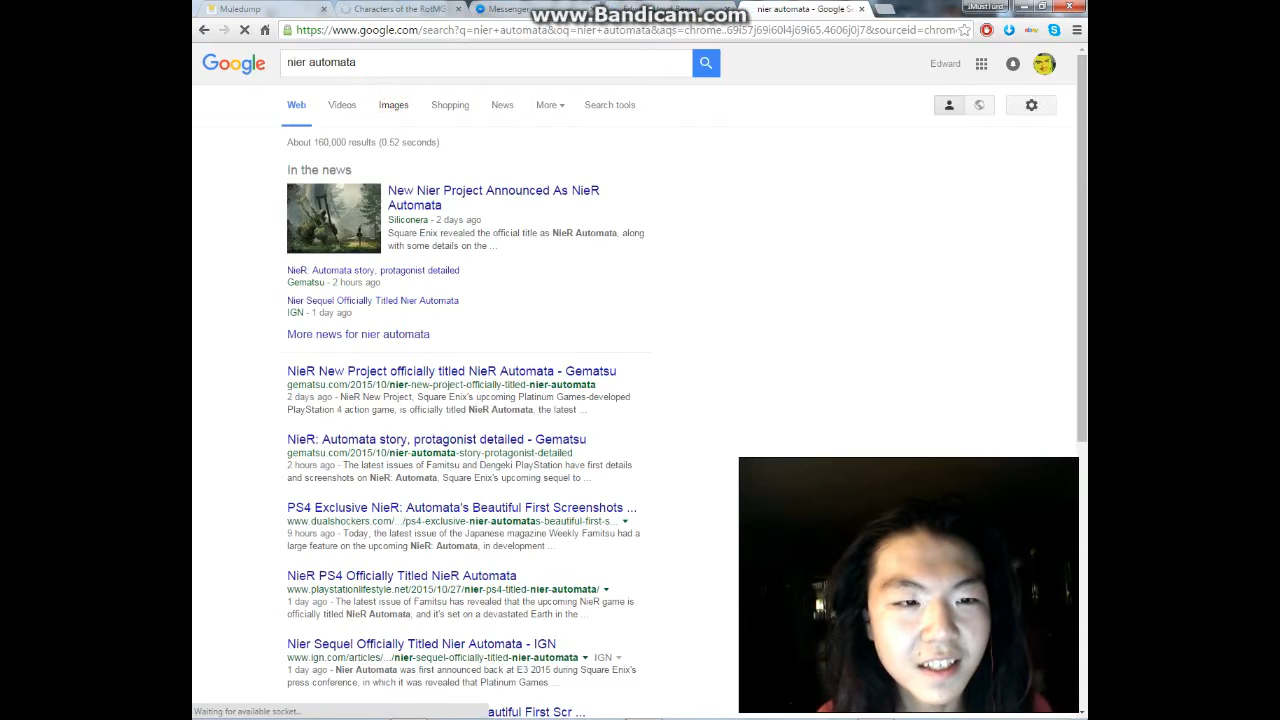 Muledump
Characters of the RotMG
Messenger
nier automata - Google Se
iMustTurd
www.Bandicam.com
https://www.google.com/search?q=nier+automata&oq=nier+automata&aqs=chrome..69i57j69i60l4j69i65.4606j0j7&sourceid=chrom
Google
nier automata
Edward
Web
Videos
Images
Shopping
News
More
Search tools
About 160,000 results (0.52 seconds)
In the news
New Nier Project Announced As NieR
Automata
Siliconera - 2 days ago
Square Enix revealed the official title as NieR Automata, along
with some details on the ...
NieR: Automata story, protagonist detailed
Gematsu - 2 hours ago
Nier Sequel Officially Titled Nier Automata
IGN - 1 day ago
More news for nier automata
NieR New Project officially titled NieR Automata - Gematsu
gematsu.com/2015/10/nier-new-project-officially-titled-nier-automata
2 days ago - NieR New Project, Square Enix's upcoming Platinum Games-developed
PlayStation 4 action game, is officially titled NieR Automata, the latest ...
NieR: Automata story, protagonist detailed - Gematsu
gematsu.com/2015/10/nier-automata-story-protagonist-detailed
2 hours ago - The latest issues of Famitsu and Dengeki PlayStation have first details
and screenshots on NieR: Automata, Square Enix's upcoming sequel to ...
PS4 Exclusive NieR: Automata's Beautiful First Screenshots ...
www.dualshockers.com/.../ps4-exclusive-nier-automatas-beautiful-first-s...
9 hours ago - Today, the latest issue of the Japanese magazine Weekly Famitsu had a
large feature on the upcoming NieR: Automata, in development ...
NieR PS4 Officially Titled NieR Automata
www.playstationlifestyle.net/2015/10/27/nier-ps4-titled-nier-automata/
1 day ago - The latest issue of Famitsu has revealed that the upcoming NieR game is
officially titled NieR Automata, and it's set on a devastated Earth in the ...
Nier Sequel Officially Titled Nier Automata - IGN
www.ign.com/articles/.../nier-sequel-officially-titled-nier-automata
IGN
1 day ago - Nier Automata was first announced back at E3 2015 during Square Enix's
press conference, in which it was revealed that Platinum Games ...
autiful First Scr ...
Waiting for available socket...